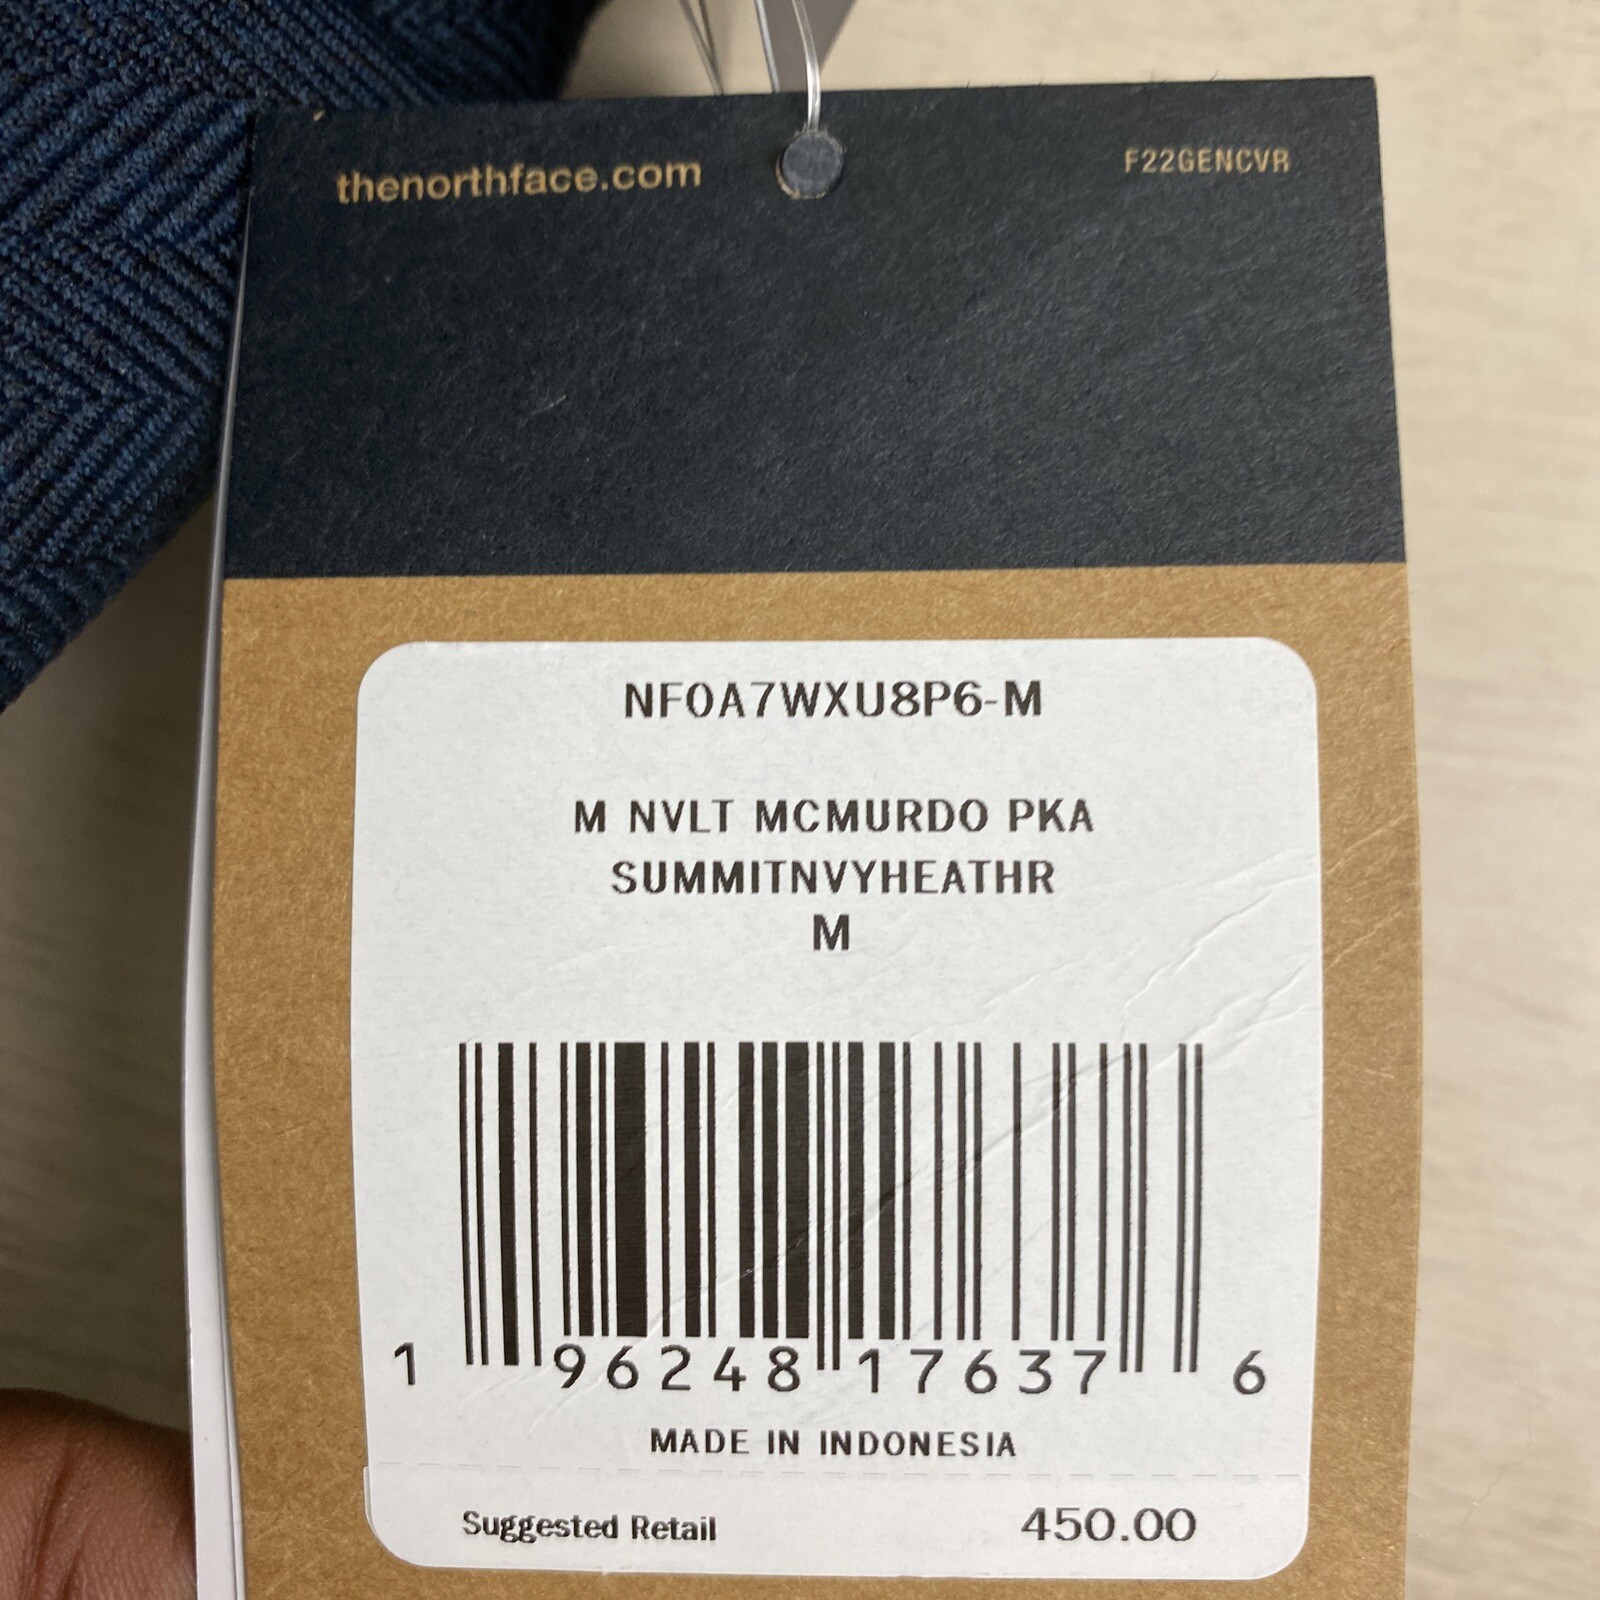 thenorthface.com
F22GENCVR
NF0A7WXU8P6-M
M NVLT MCMURDO PKA
SUMMITNVYHEATHR
M
1 96248 17637 6
MADE IN INDONESIA
Suggested Retail 450.00